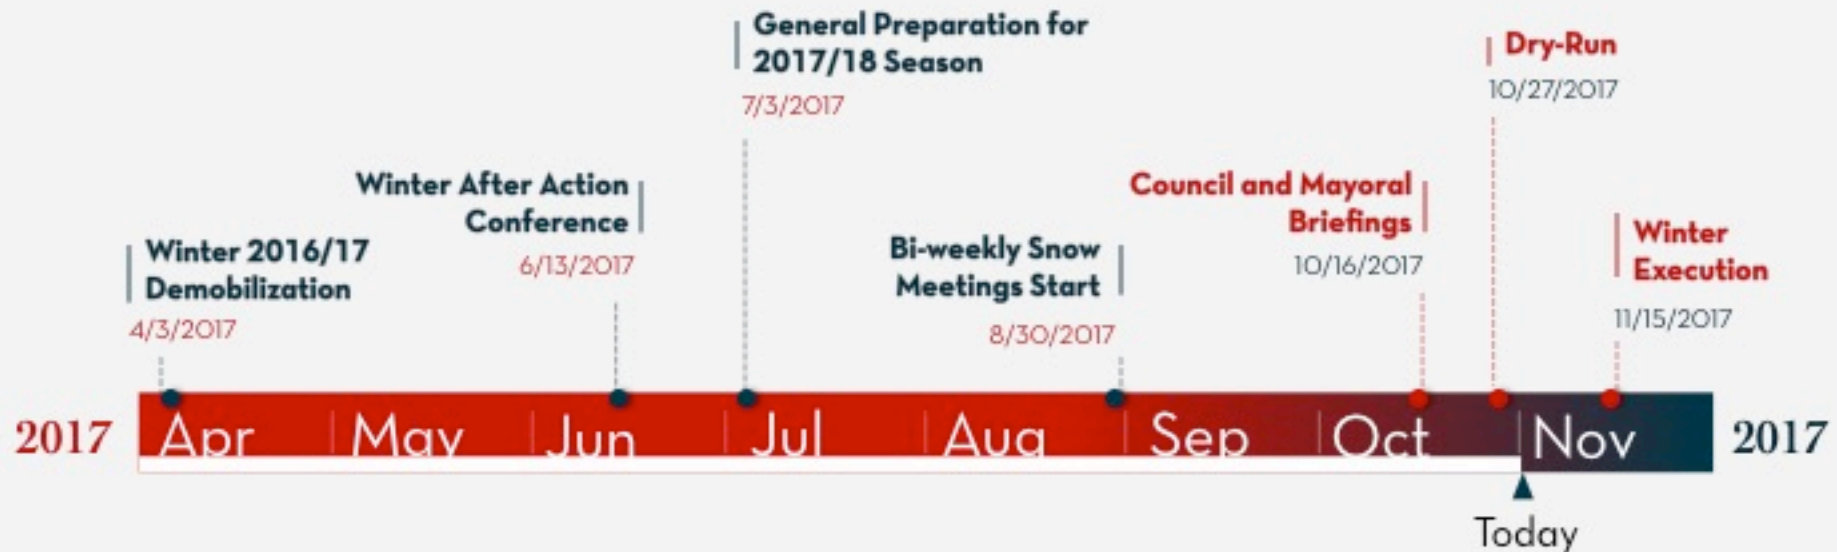 General Preparation for
2017/18 Season
7/3/2017
Dry-Run
10/27/2017
Winter After Action
Conference
6/13/2017
Council and Mayoral
Briefings
10/16/2017
Winter 2016/17
Demobilization
4/3/2017
Bi-weekly Snow
Meetings Start
8/30/2017
Winter
Execution
11/15/2017
2017 Apr May Jun Jul Aug Sep Oct Nov 2017
Today